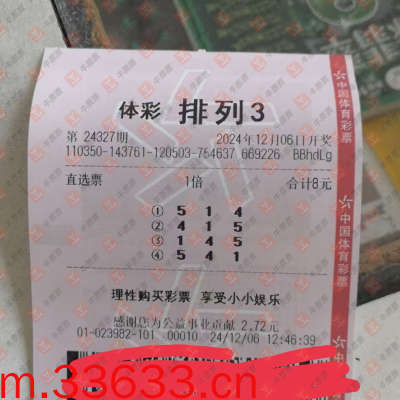 体彩 排列3
第 24327期 2024年12月06日开奖
110350-143761-120503-764637 669226 BBhdLg
直选票 1倍 合计8元
① 5 1 4
② 4 1 5
③ 1 4 5
④ 5 4 1
理性购买彩票 享受小小娱乐
感谢您为公益事业贡献 2.72元
01-023982-101 00010 24/12/06 12:46:39
中国体育彩票
中国体育彩票
m.33633.cn